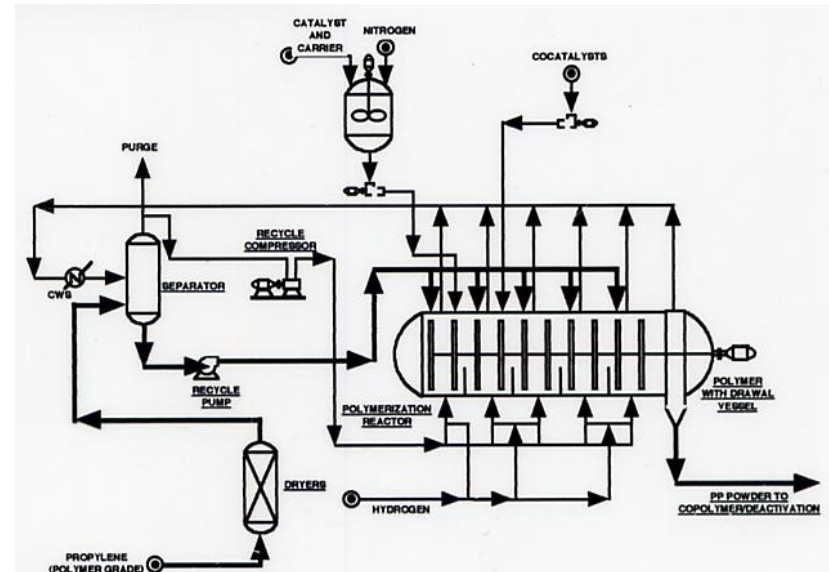 CATALYST
AND
CARRIER
NITROGEN
COCATALYSTS
PURGE
RECYCLE
COMPRESSOR
SEPARATOR
CWS
RECYCLE
PUMP
POLYMERIZATION
REACTOR
POLYMER
WITH DRAWAL
VESSEL
DRYERS
HYDROGEN
PP POWDER TO
COPOLYMER/DEACTIVATION
PROPYLENE
(POLYMER GRADE)